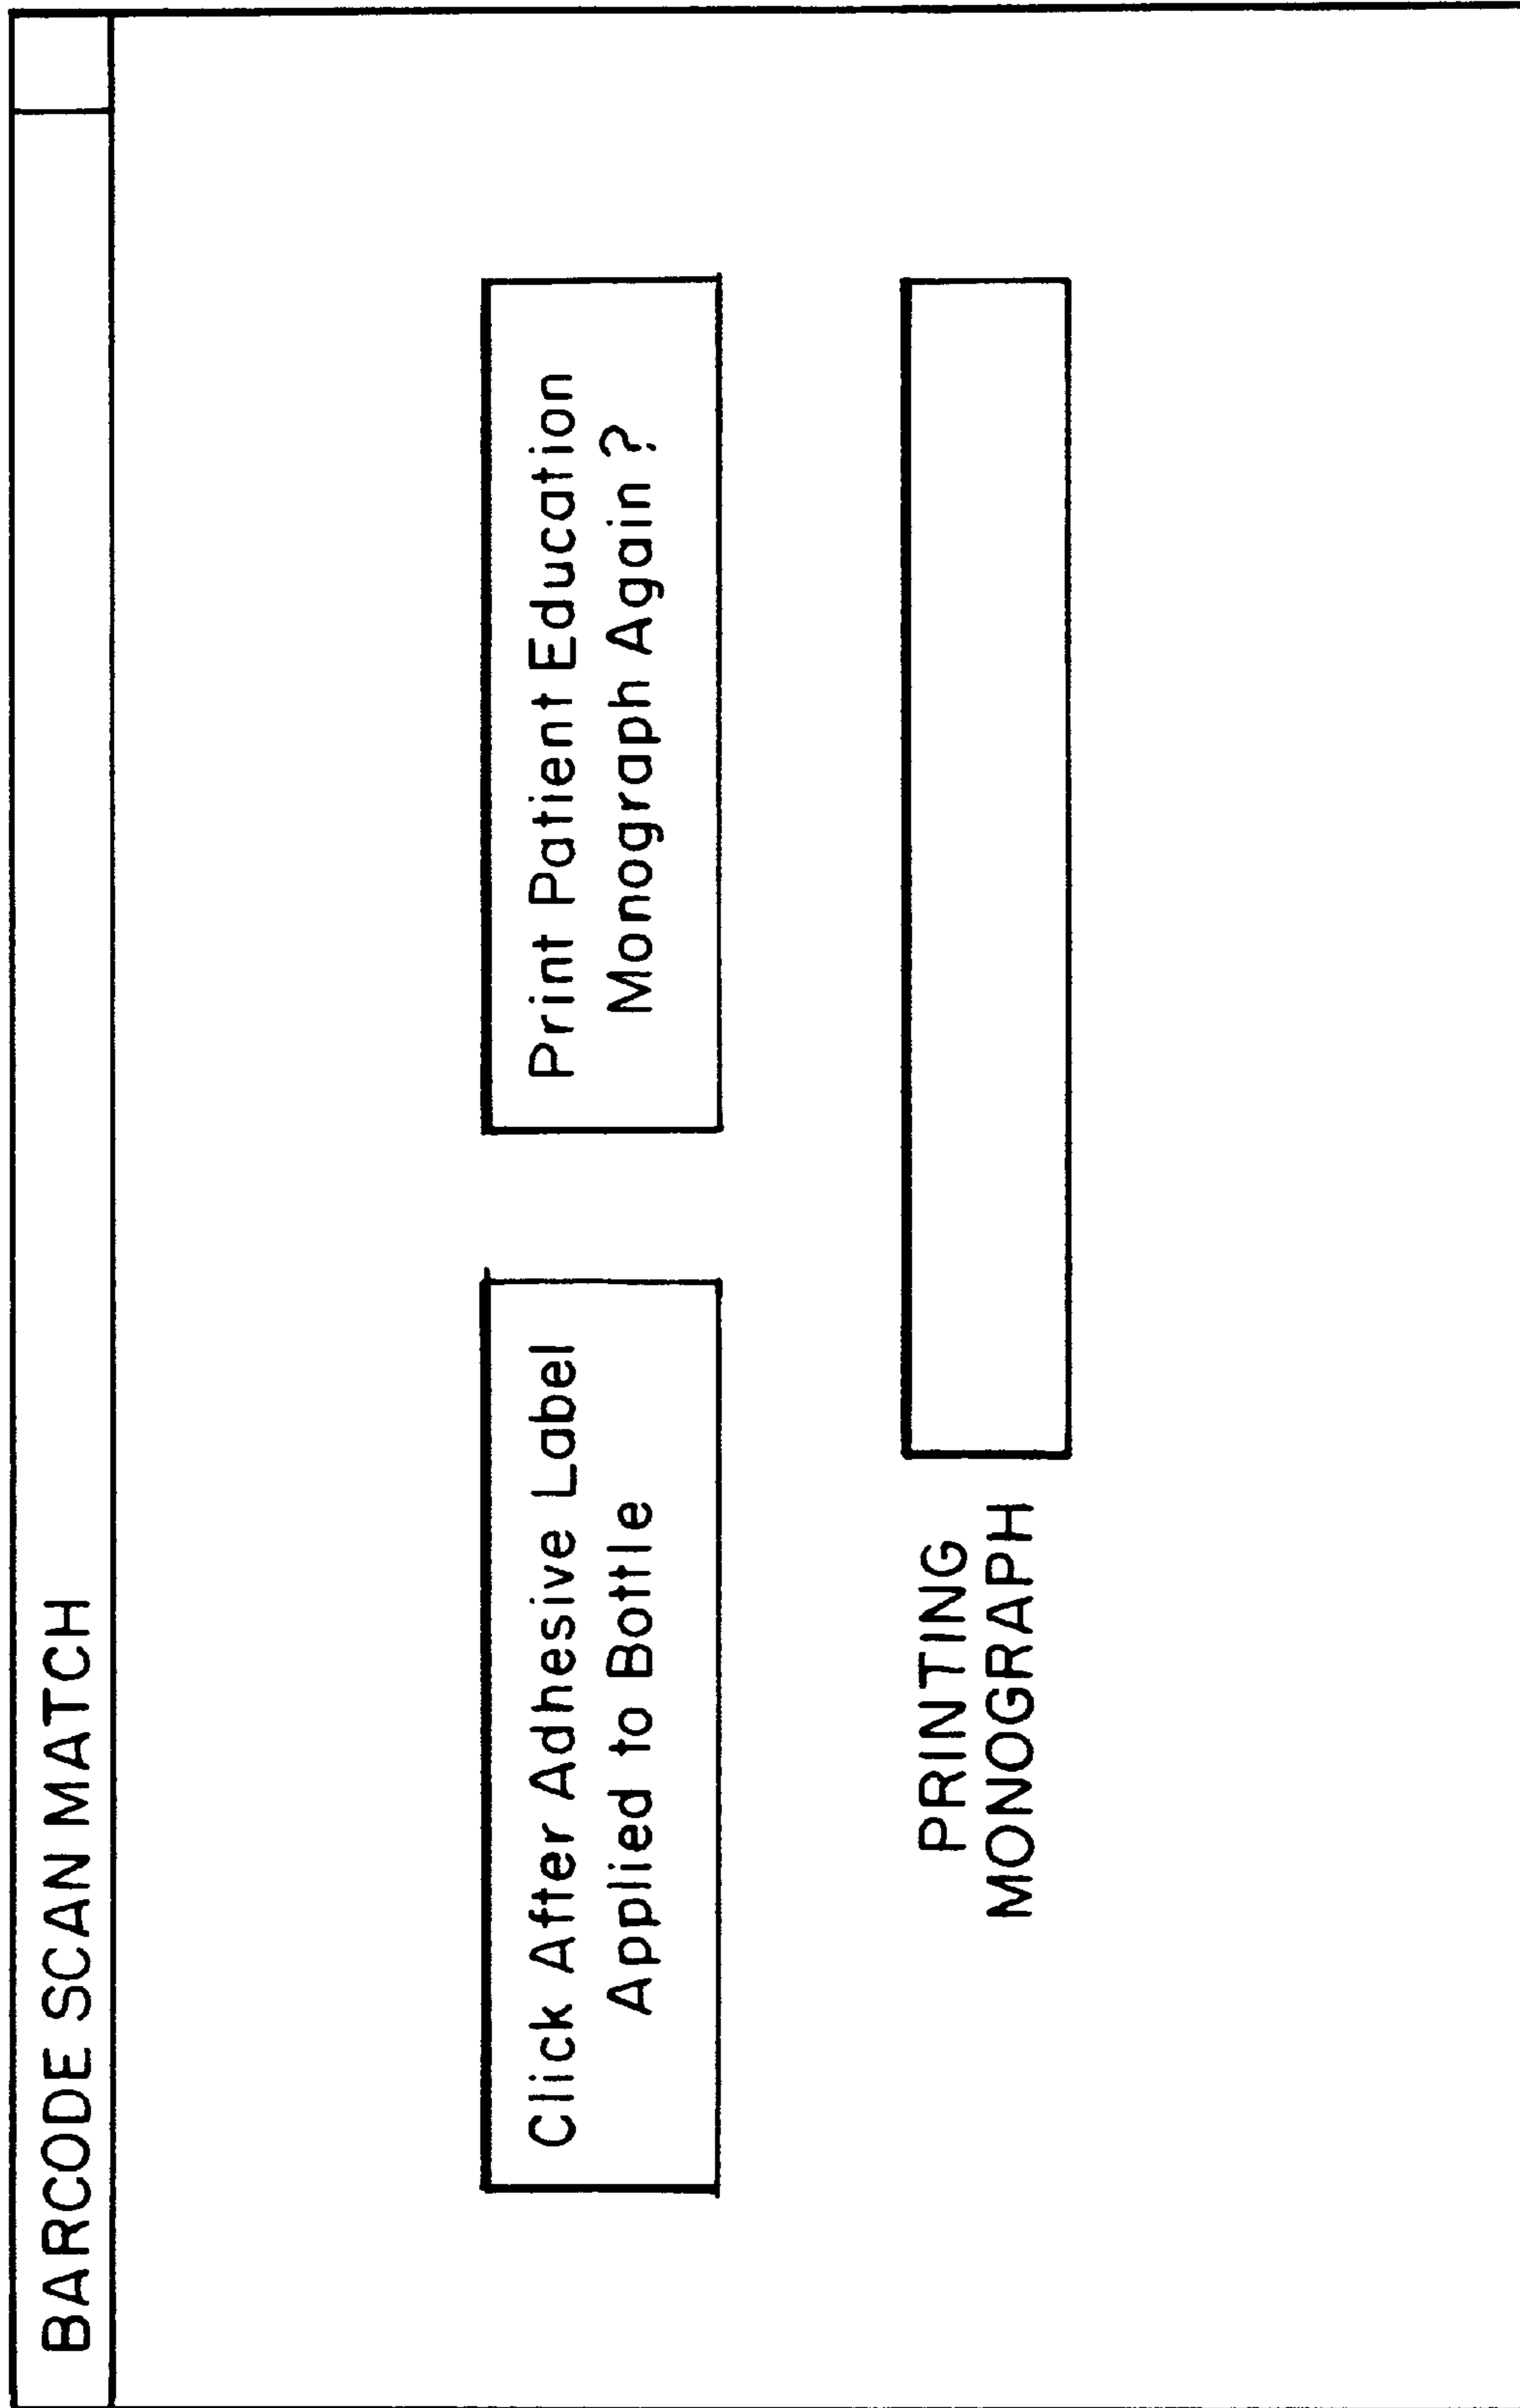 BARCODE SCAN MATCH
Click After Adhesive Label
Applied to Bottle
Print Patient Education
Monograph Again ?
PRINTING
MONOGRAPH